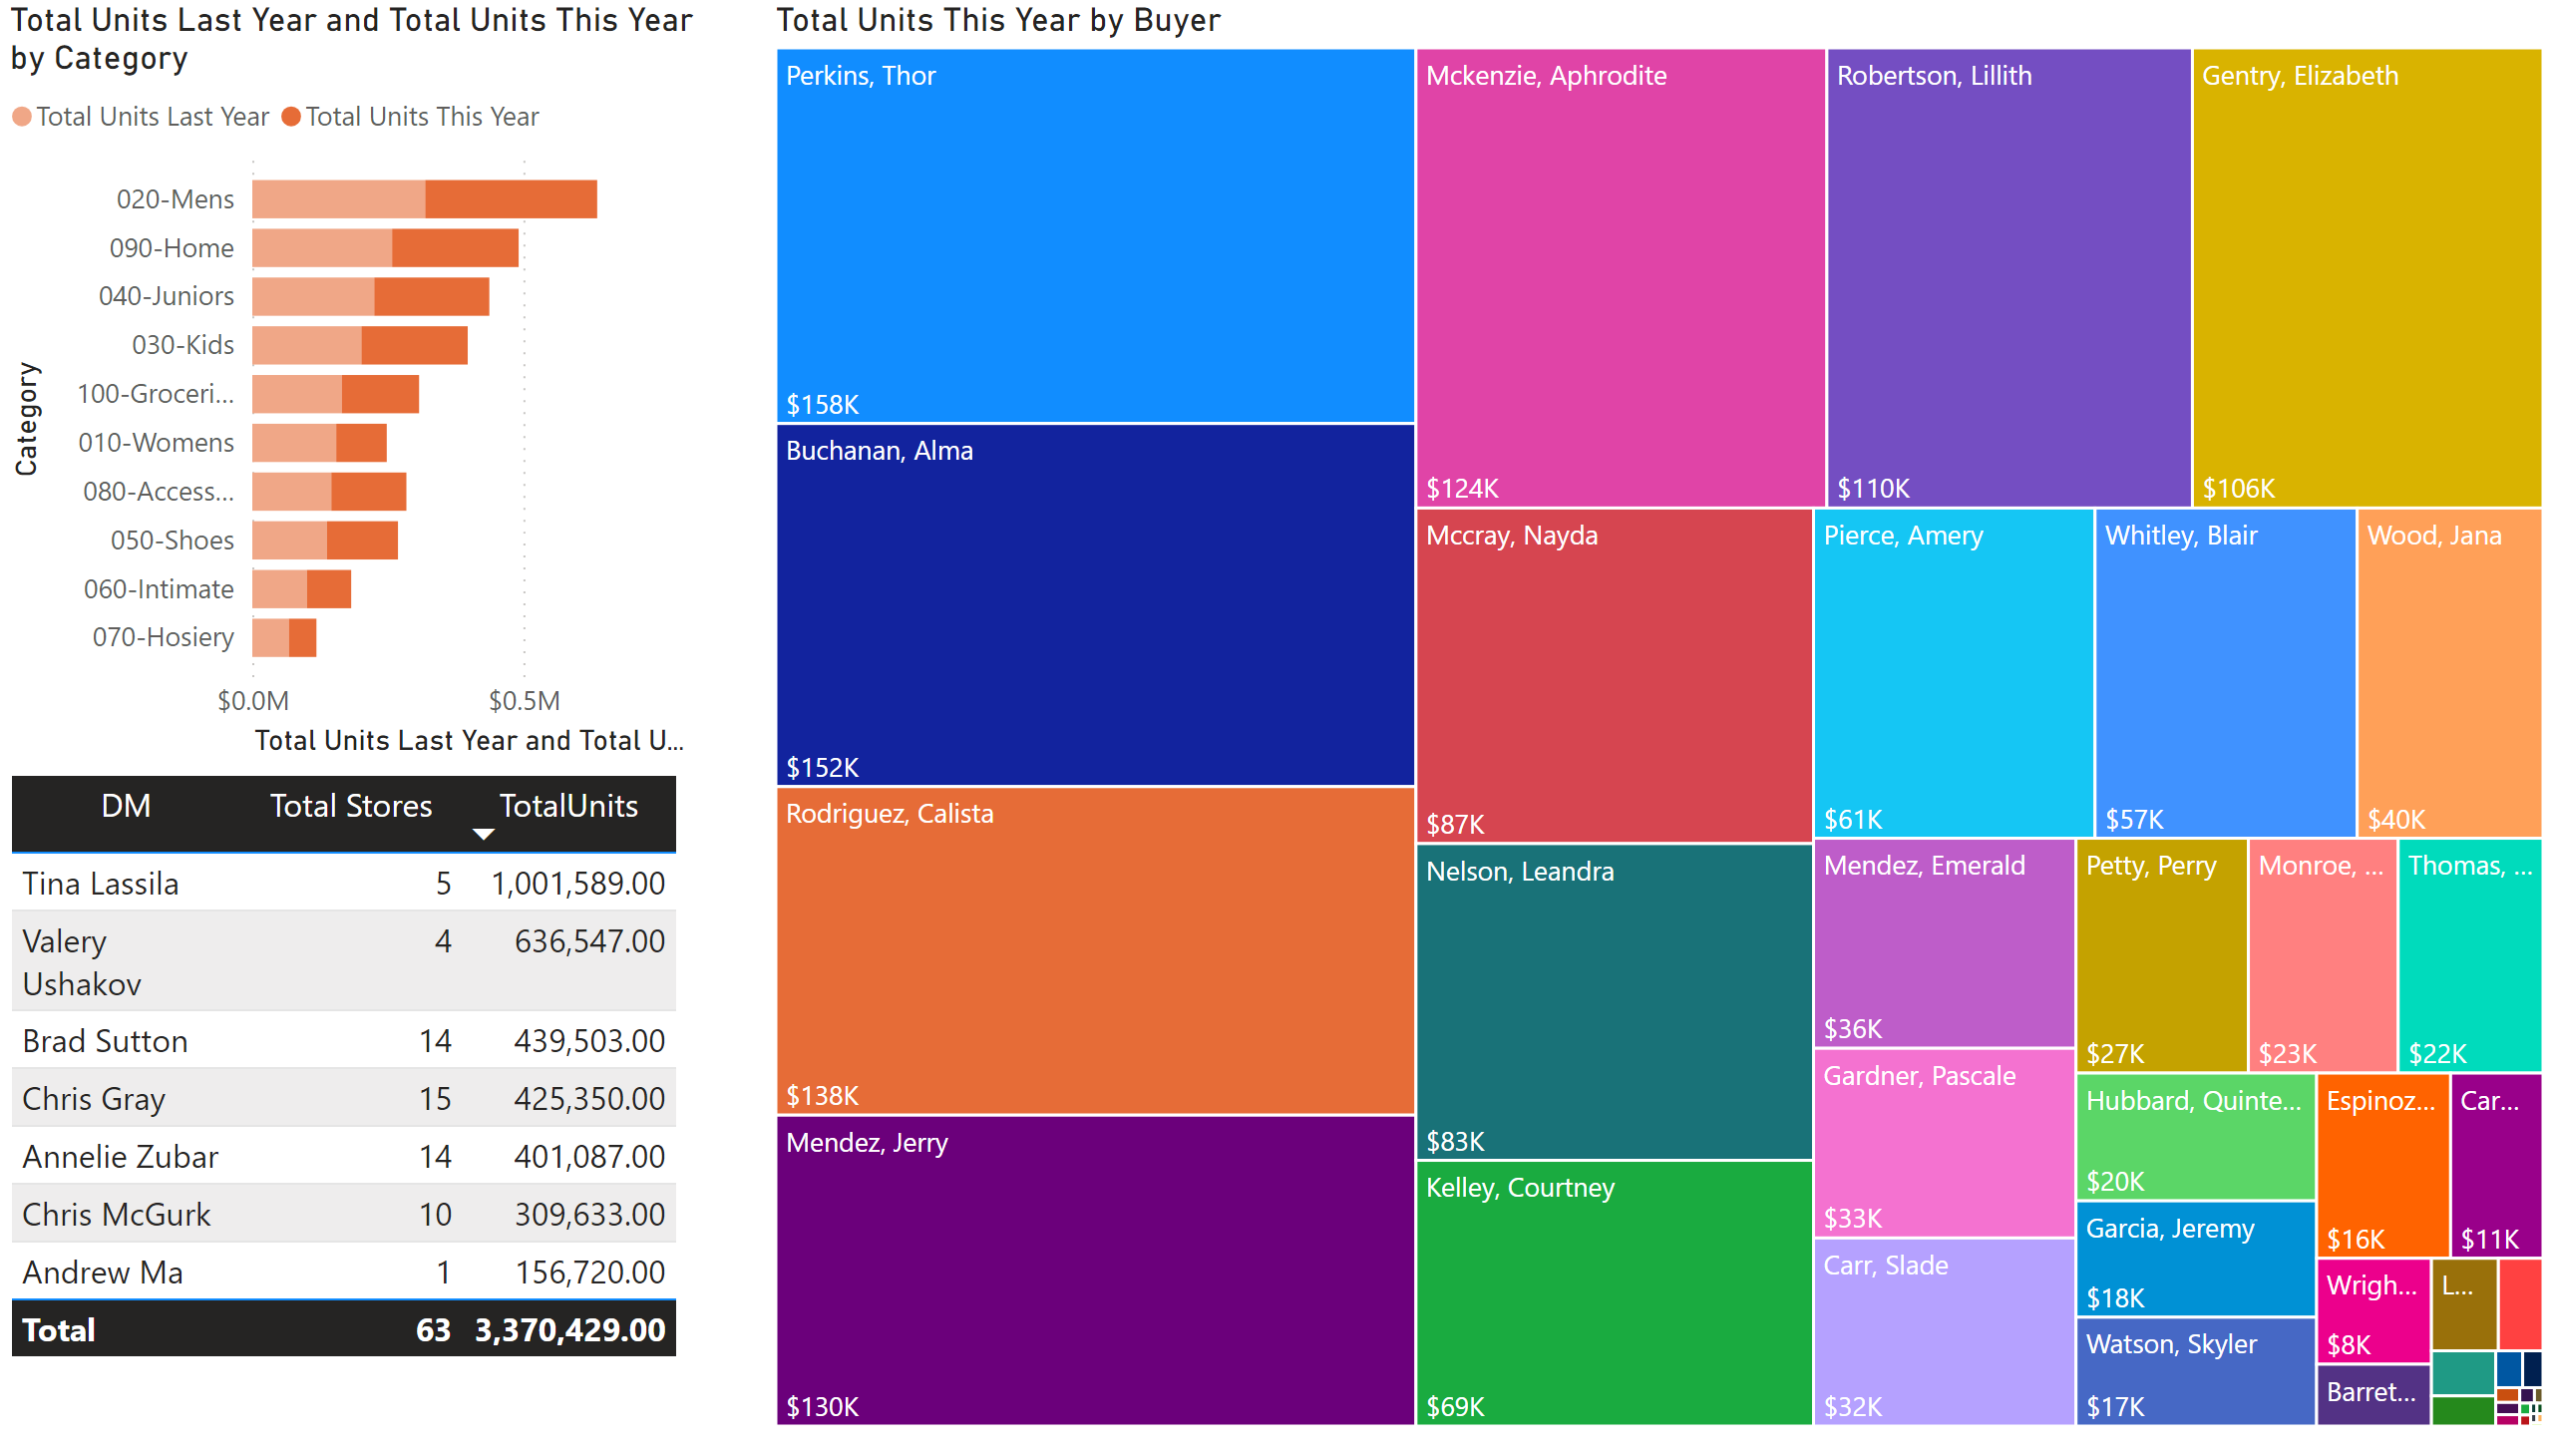 Total Units Last Year and Total Units This Year
by Category
Total Units Last Year Total Units This Year
Category
020-Mens
090-Home
040-Juniors
030-Kids
100-Groceri...
010-Womens
080-Access...
050-Shoes
060-Intimate
070-Hosiery
$0.0M $0.5M
Total Units Last Year and Total U...
DM Total Stores TotalUnits
Tina Lassila 5 1,001,589.00
Valery
Ushakov 4 636,547.00
Brad Sutton 14 439,503.00
Chris Gray 15 425,350.00
Annelie Zubar 14 401,087.00
Chris McGurk 10 309,633.00
Andrew Ma 1 156,720.00
Total 63 3,370,429.00
Total Units This Year by Buyer
Perkins, Thor
$158K
Buchanan, Alma
$152K
Rodriguez, Calista
$138K
Mendez, Jerry
$130K
Mckenzie, Aphrodite
$124K
Robertson, Lillith
$110K
Gentry, Elizabeth
$106K
Mccray, Nayda
$87K
Nelson, Leandra
$83K
Kelley, Courtney
$69K
Pierce, Amery
$61K
Whitley, Blair
$57K
Wood, Jana
$40K
Mendez, Emerald
$36K
Gardner, Pascale
$33K
Carr, Slade
$32K
Petty, Perry
$27K
Monroe, ...
$23K
Thomas, ...
$22K
Hubbard, Quinte...
$20K
Garcia, Jeremy
$18K
Watson, Skyler
$17K
Espinoz...
$16K
Car...
$11K
Wrigh...
$8K
Barret...
L...